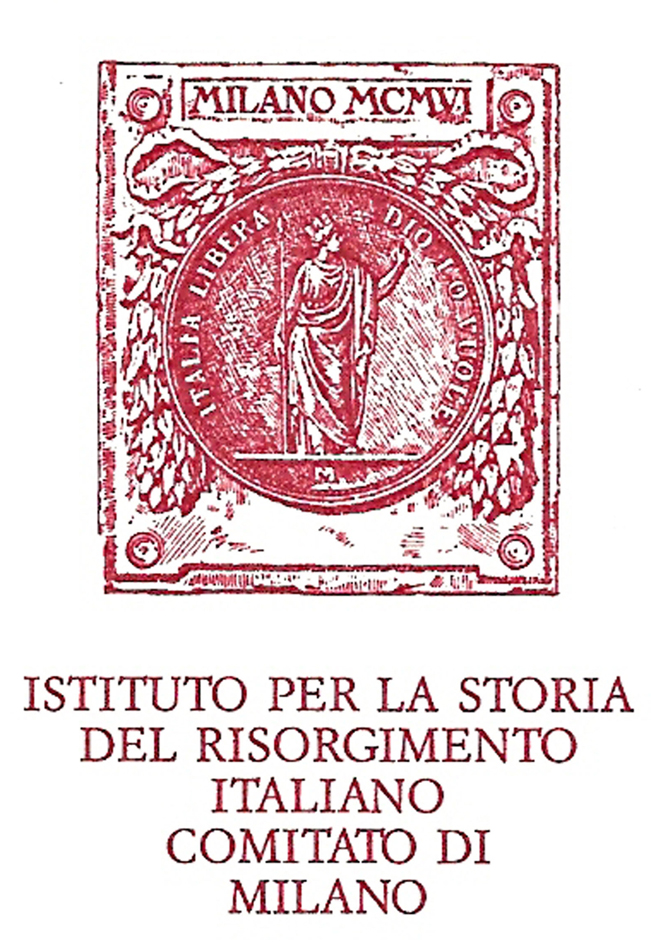 MILANO MCMVI
ITALIA LIBERA DIO LO VUOLE
M
ISTITUTO PER LA STORIA
DEL RISORGIMENTO
ITALIANO
COMITATO DI
MILANO